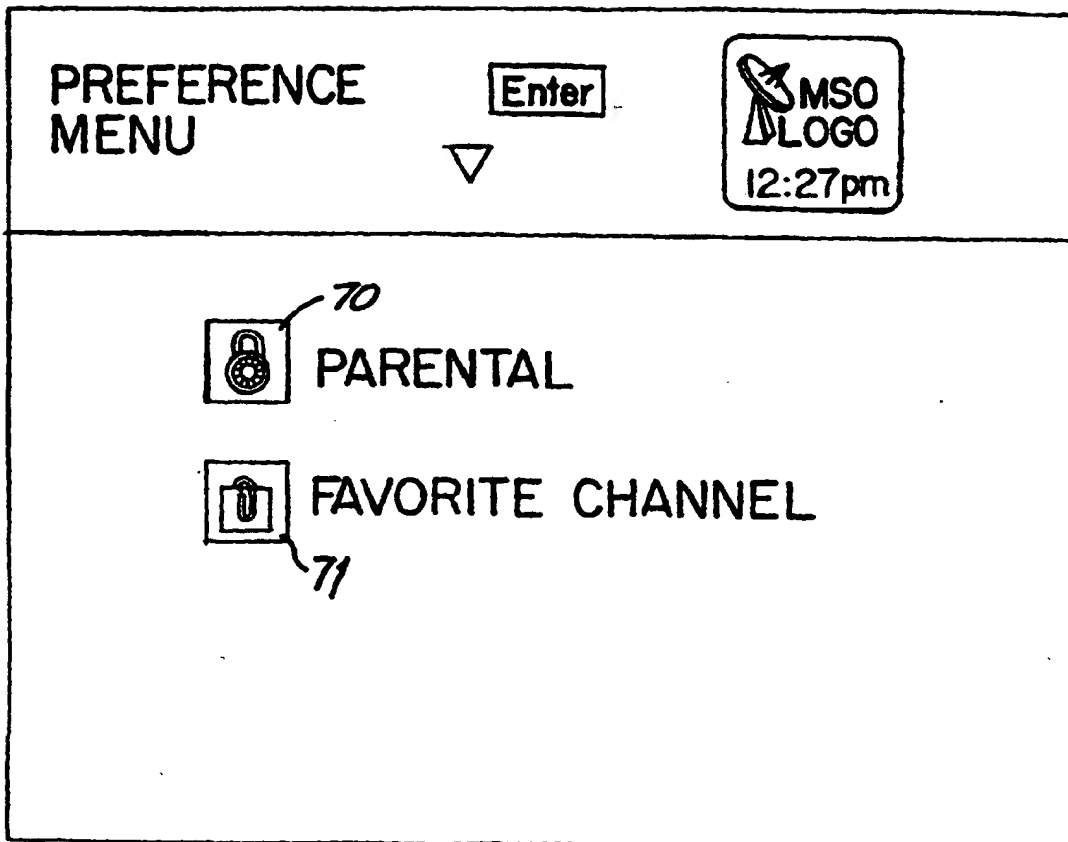 PREFERENCE
MENU
Enter
MSO
LOGO
12:27pm
70
PARENTAL
FAVORITE CHANNEL
71